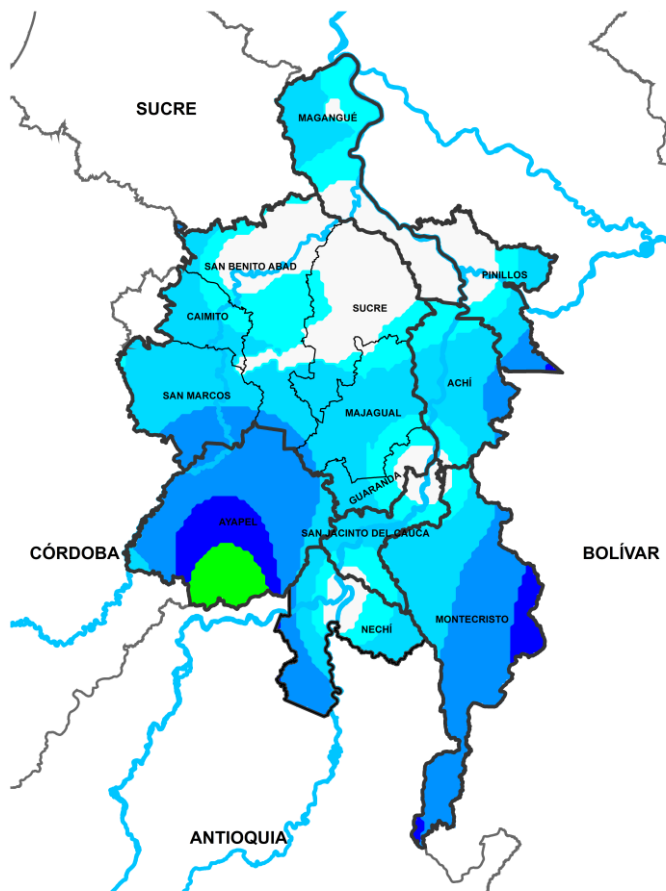 SUCRE
MAGANGUÉ
SAN BENITO ABAD
PINILLOS
CAIMITO
SUCRE
SAN MARCOS
ACHÍ
MAJAGUAL
GUARANDA
AYAPEL
SAN JACINTO DEL CAUCA
CÓRDOBA
BOLÍVAR
MONTECRISTO
NECHÍ
ANTIOQUIA